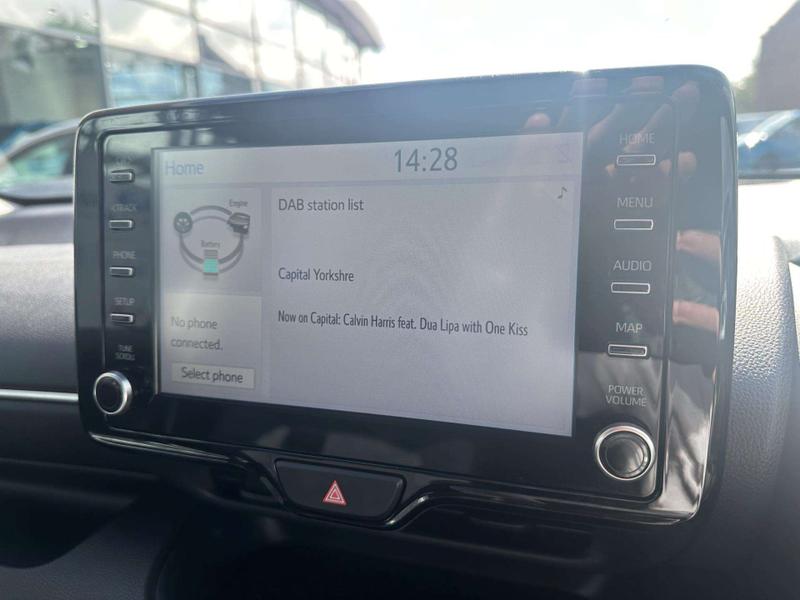 Home
14:28
Engine
Battery
DAB station list
Capital Yorkshre
Now on Capital: Calvin Harris feat. Dua Lipa with One Kiss
No phone
connected.
Select phone
TRACK
PHONE
SETUP
TUNE
SCROLL
HOME
MENU
AUDIO
MAP
POWER
VOLUME